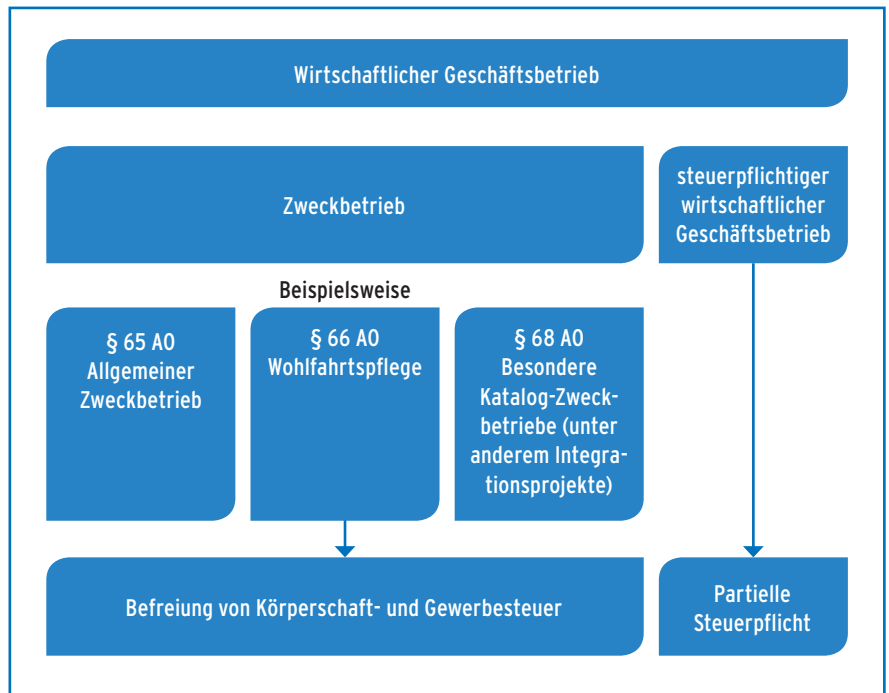 Wirtschaftlicher Geschäftsbetrieb
Zweckbetrieb
steuerpflichtiger
wirtschaftlicher
Geschäftsbetrieb
Beispielsweise
§ 65 AO
Allgemeiner
Zweckbetrieb
§ 66 AO
Wohlfahrtspflege
§ 68 AO
Besondere
Katalog-Zweck-
betriebe (unter
anderem Integra-
tionsprojekte)
Befreiung von Körperschaft- und Gewerbesteuer
Partielle
Steuerpflicht